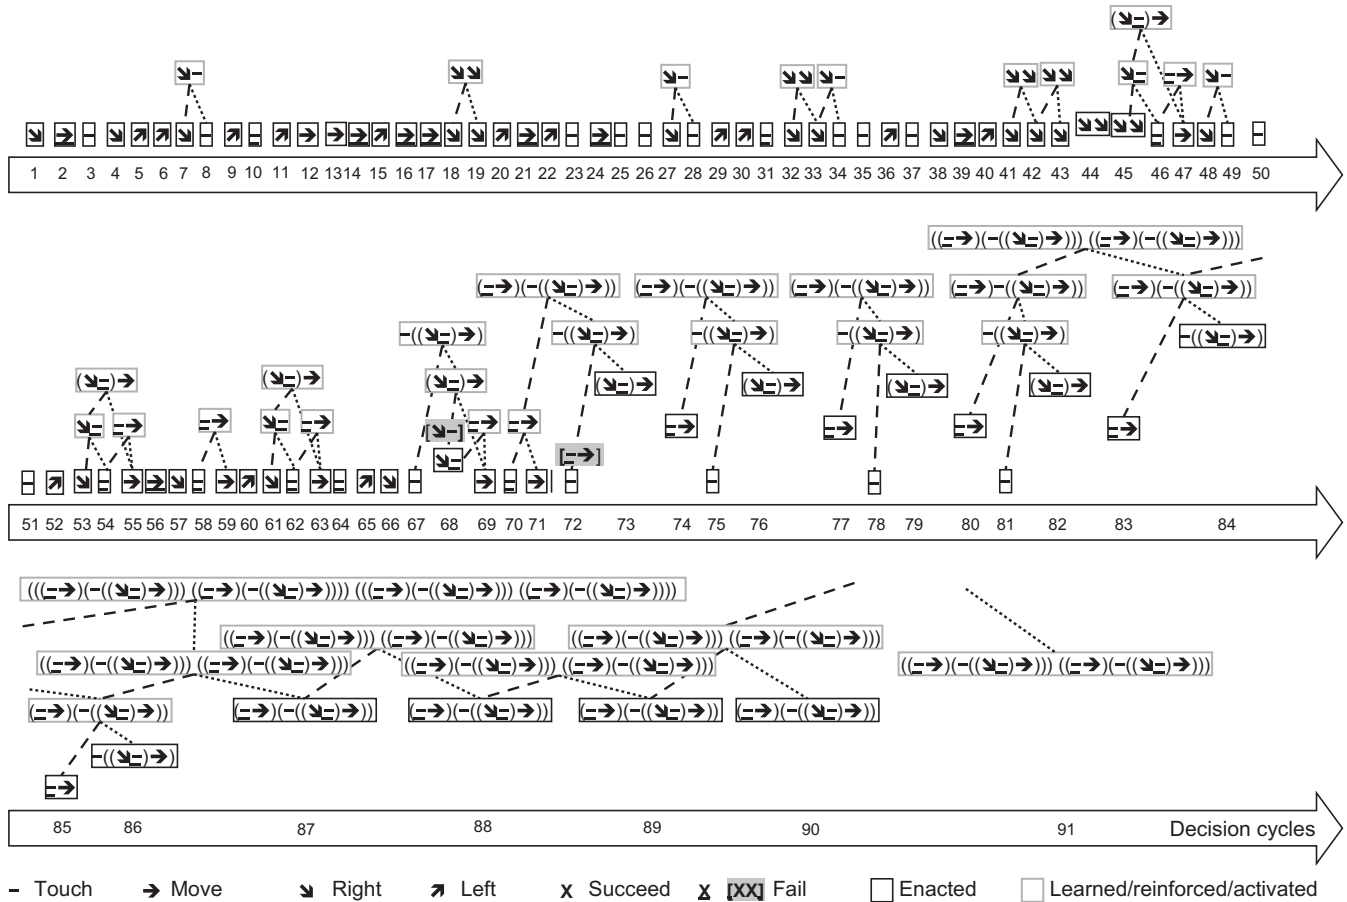 (↘=)→
↘– ↘↘ ↘– ↘↘ ↘– ↘↘ ↘↘ ↘= =→ ↘–
↘ → – ↘ ↗ ↗ ↘ – ↗ = ↗ → → → ↗ → → ↘ ↘ ↗ → ↗ – → – – ↘ – ↗ ↗ = ↘ ↘ – – ↗ – ↘ → ↗ ↘ ↘ ↘ ↘↘ ↘↘ = → ↘ – –
1 2 3 4 5 6 7 8 9 10 11 12 13 14 15 16 17 18 19 20 21 22 23 24 25 26 27 28 29 30 31 32 33 34 35 36 37 38 39 40 41 42 43 44 45 46 47 48 49 50
((=→)(–((↘=)→))) ((=→)(–((↘=)→)))
(=→)(–((↘=)→)) (=→)(–((↘=)→)) (=→)(–((↘=)→)) (=→)–((↘=)→)) (=→)(–((↘=)→))
–((↘=)→) –((↘=)→) –((↘=)→) –((↘=)→) –((↘=)→) –((↘=)→)
(↘=)→ (↘=)→ (↘=)→ (↘=)→ (↘=)→ (↘=)→ (↘=)→
↘= =→ =→ ↘= =→ [↘–] =→ =→ =→ =→ =→ =→
↘= [=→]
– ↗ ↘ = → → ↘ = → ↗ ↘ = → = ↗ ↘ – → = → – – – –
51 52 53 54 55 56 57 58 59 60 61 62 63 64 65 66 67 68 69 70 71 72 73 74 75 76 77 78 79 80 81 82 83 84
(((=→)(–((↘=)→))) ((=→)(–((↘=)→)))) (((=→)(–((↘=)→))) ((=→)(–((↘=)→))))
((=→)(–((↘=)→))) ((=→)(–((↘=)→))) ((=→)(–((↘=)→))) ((=→)(–((↘=)→)))
((=→)(–((↘=)→))) ((=→)(–((↘=)→))) ((=→)(–((↘=)→))) ((=→)(–((↘=)→))) ((=→)(–((↘=)→))) ((=→)(–((↘=)→)))
(=→)(–((↘=)→)) (=→)(–((↘=)→)) (=→)(–((↘=)→)) (=→)(–((↘=)→)) (=→)(–((↘=)→))
–((↘=)→)
=→
85 86 87 88 89 90 91 Decision cycles
– Touch → Move ↘ Right ↗ Left X Succeed X [XX] Fail Enacted Learned/reinforced/activated